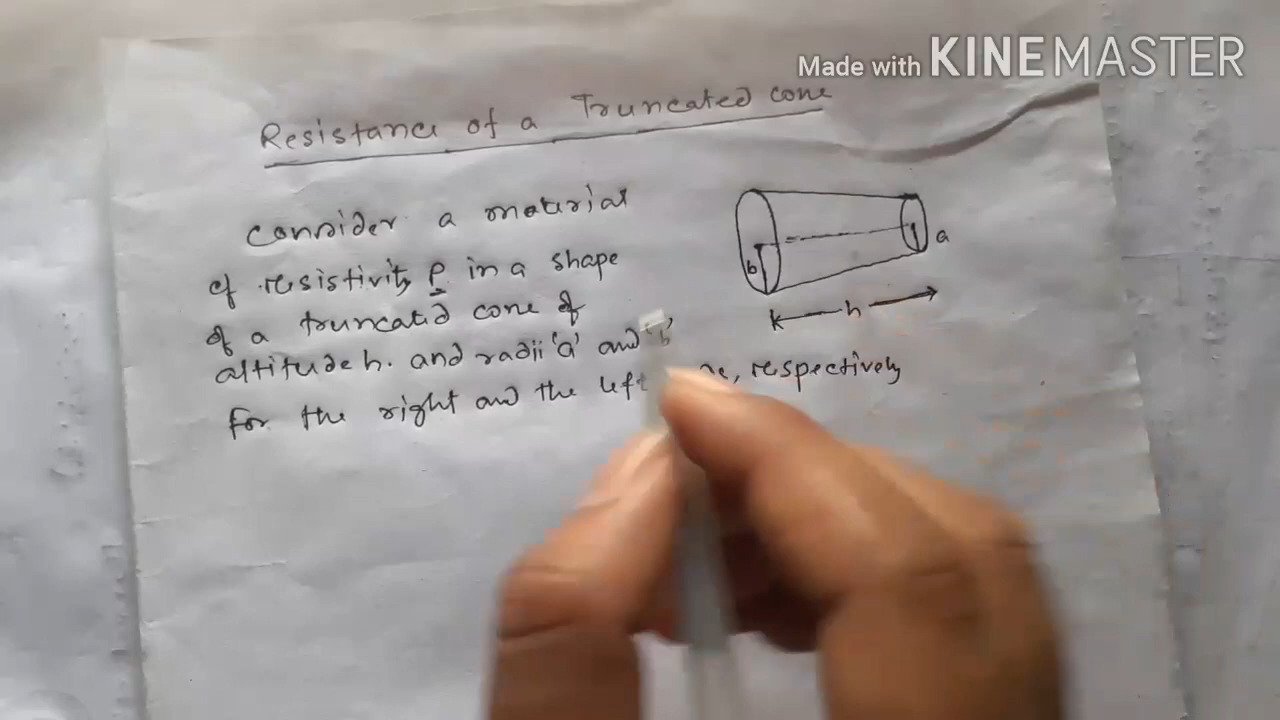 Made with KINEMASTER
Resistance of a Truncated cone
Consider a material
of resistivity ρ in a shape
of a truncated cone of
altitude h. and radii 'a' and 'b'
for the right and the left , respectively
b
a
h